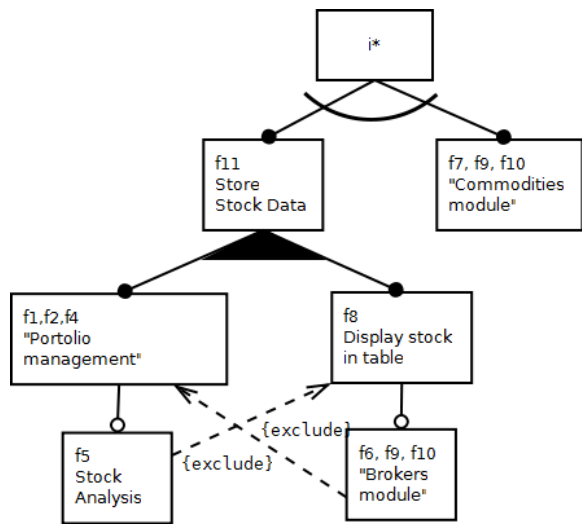 i*
f11
Store
Stock Data
f7, f9, f10
"Commodities
module"
f1,f2,f4
"Portolio
management"
f8
Display stock
in table
{exclude}
{exclude}
f5
Stock
Analysis
f6, f9, f10
"Brokers
module"